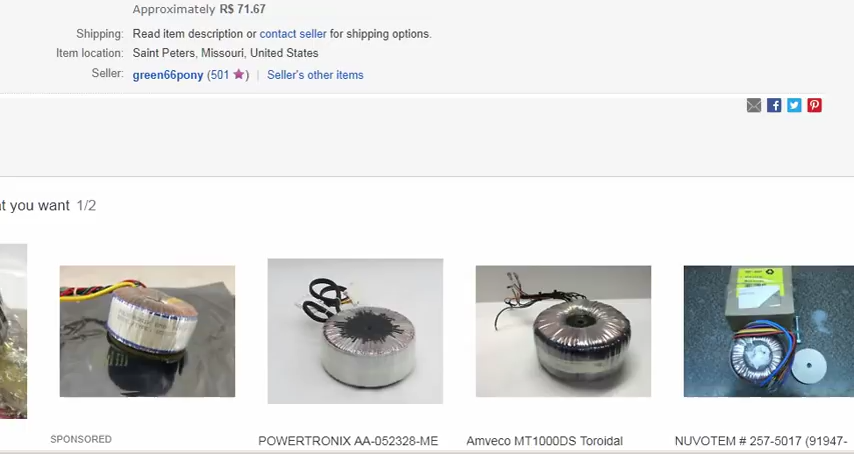 Approximately R$ 71.67
Shipping: Read item description or contact seller for shipping options.
Item location: Saint Peters, Missouri, United States
Seller: green66pony (501 ) | Seller's other items
t you want 1/2
SPONSORED
POWERTRONIX AA-052328-ME
Amveco MT1000DS Toroidal
NUVOTEM # 257-5017 (91947-